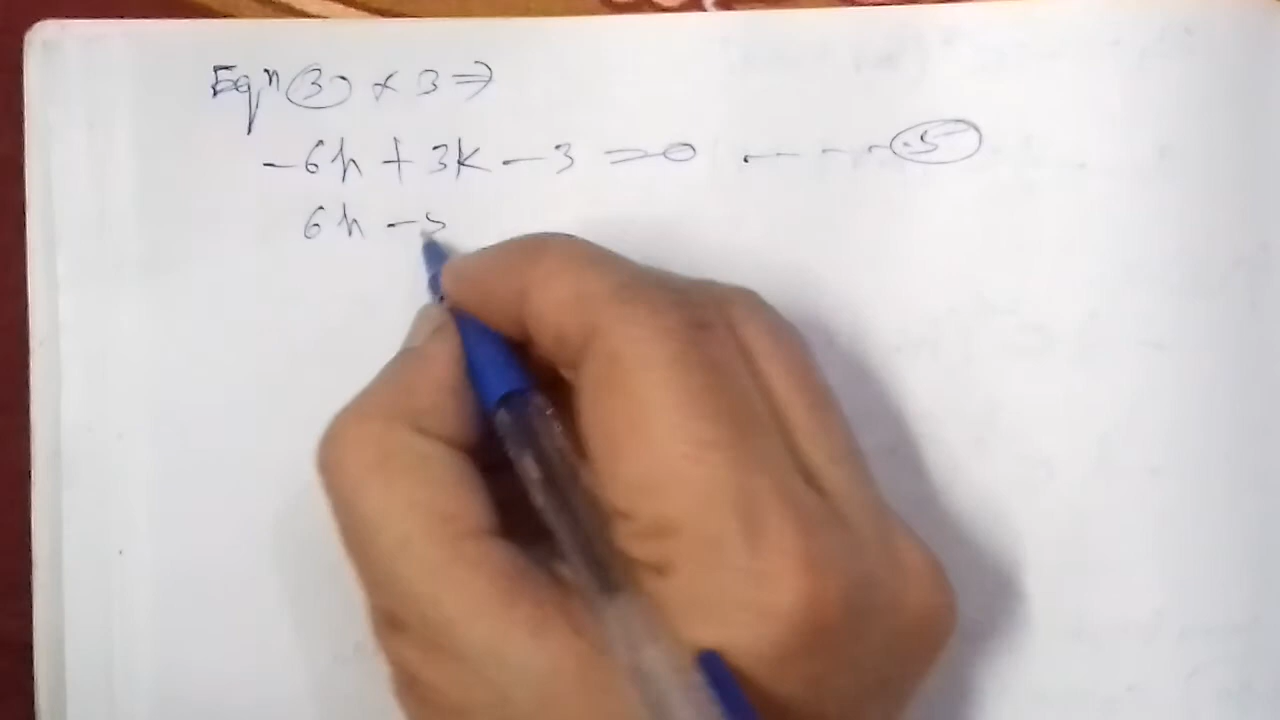 Eqⁿ ③ × 3 ⇒
-6h + 3k - 3 = 0 ----⑤
6h -